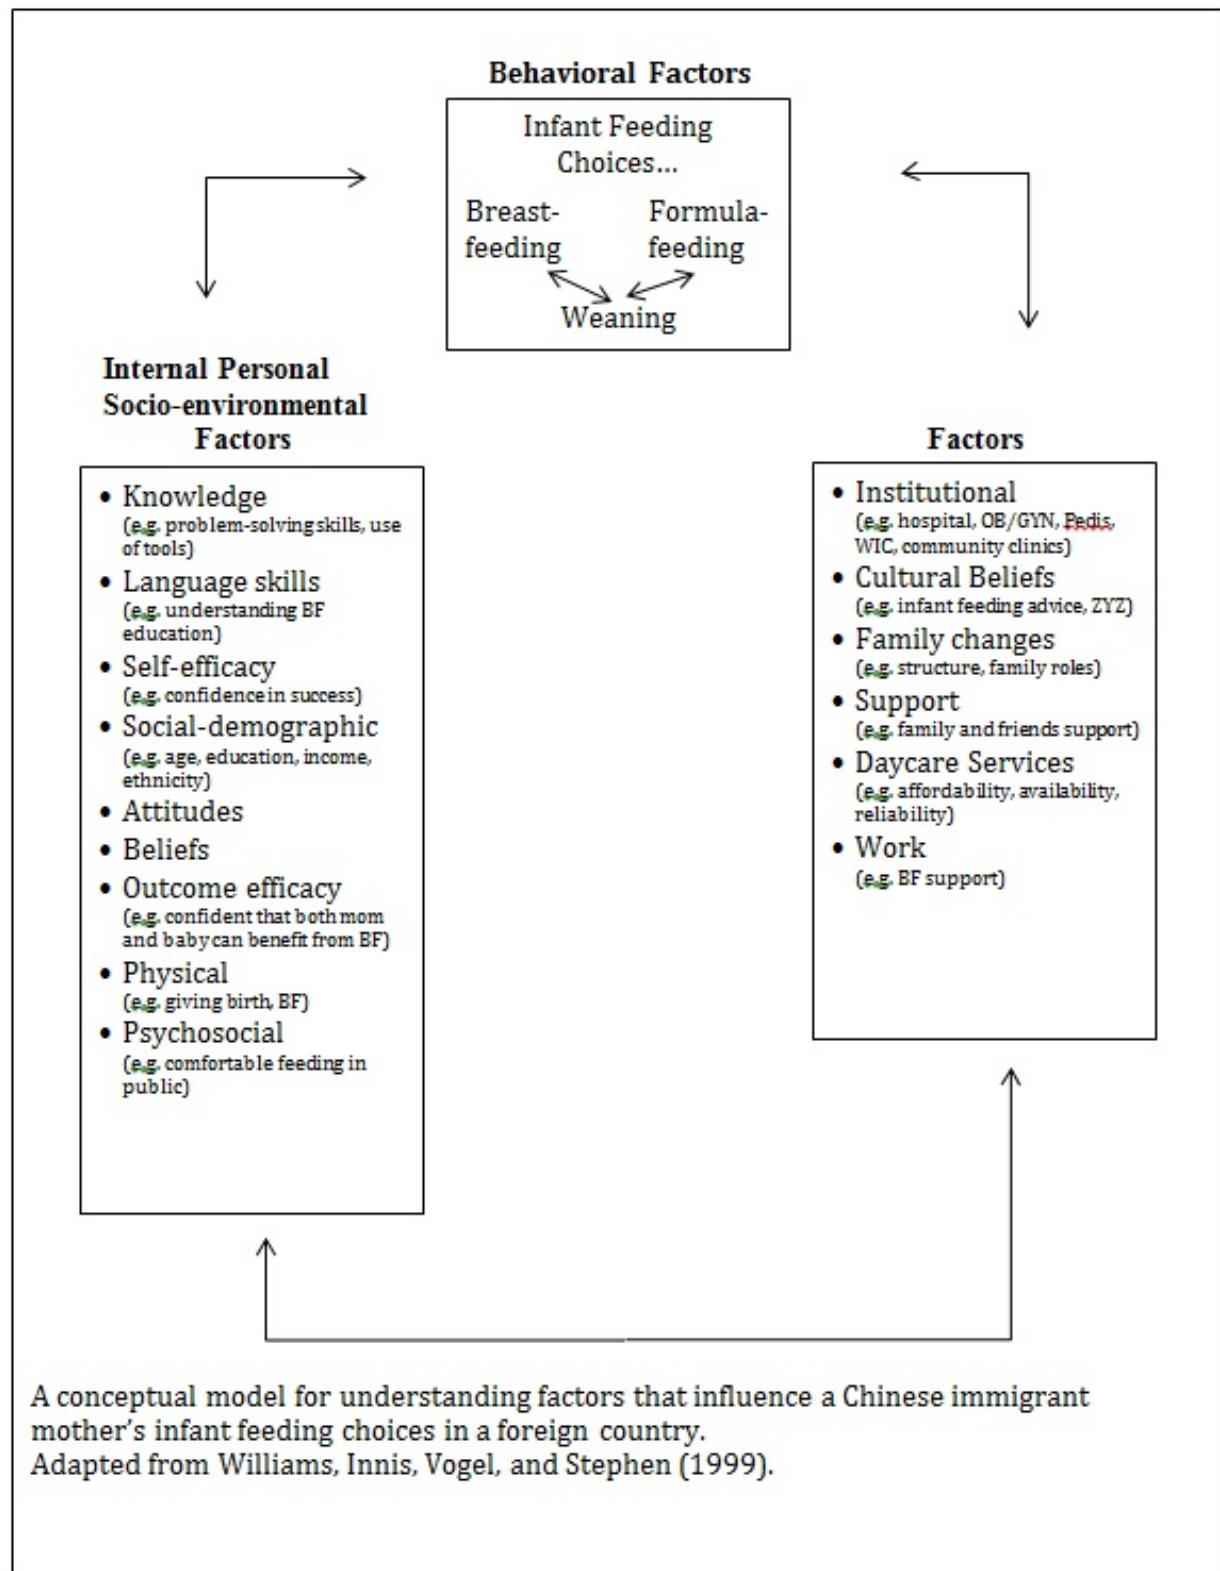 Behavioral Factors
Infant Feeding
Choices...
Breast-
feeding
Formula-
feeding
Weaning
Internal Personal
Socio-environmental
Factors
• Knowledge
(e.g. problem-solving skills, use
of tools)
• Language skills
(e.g. understanding BF
education)
• Self-efficacy
(e.g. confidence in success)
• Social-demographic
(e.g. age, education, income,
ethnicity)
• Attitudes
• Beliefs
• Outcome efficacy
(e.g. confident that both mom
and baby can benefit from BF)
• Physical
(e.g. giving birth, BF)
• Psychosocial
(e.g. comfortable feeding in
public)
Factors
• Institutional
(e.g. hospital, OB/GYN, Pedis,
WIC, community clinics)
• Cultural Beliefs
(e.g. infant feeding advice, ZYZ)
• Family changes
(e.g. structure, family roles)
• Support
(e.g. family and friends support)
• Daycare Services
(e.g. affordability, availability,
reliability)
• Work
(e.g. BF support)
A conceptual model for understanding factors that influence a Chinese immigrant
mother's infant feeding choices in a foreign country.
Adapted from Williams, Innis, Vogel, and Stephen (1999).